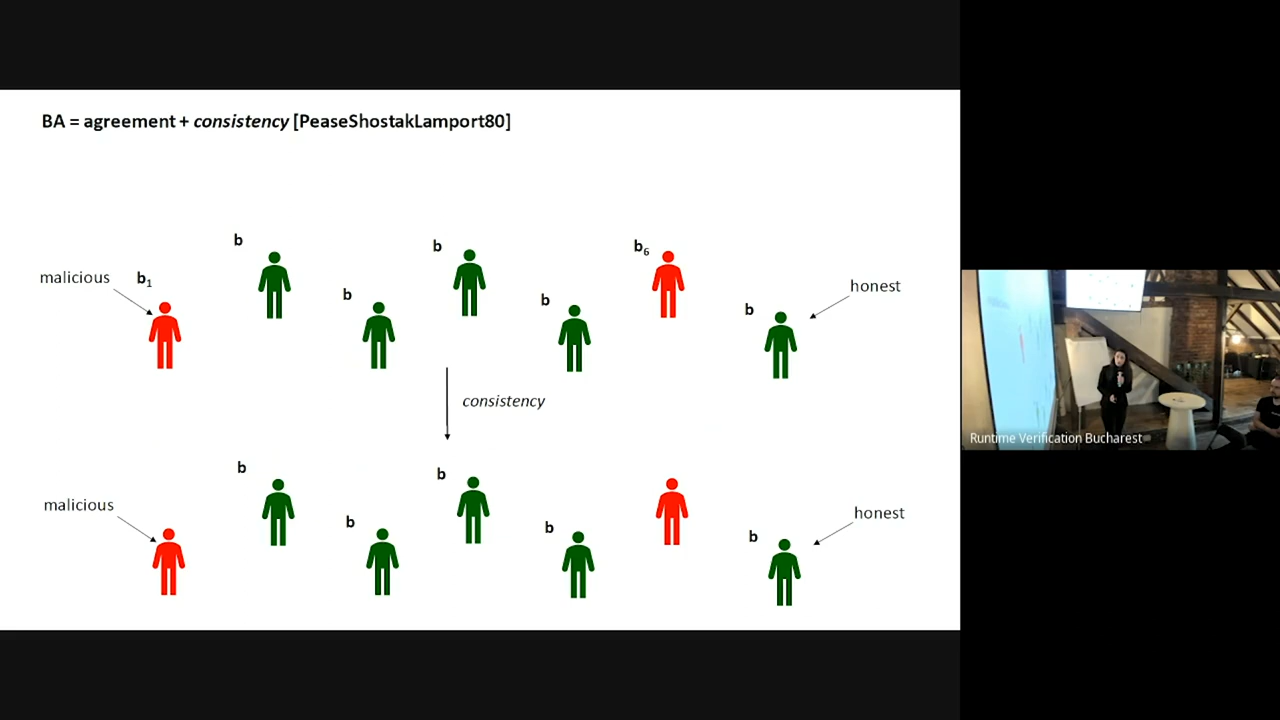 BA = agreement + consistency [PeaseShostakLamport80]
b
b
b6
malicious
b1
honest
b
b
b
consistency
b
b
malicious
honest
b
b
b
Runtime Verification Bucharest